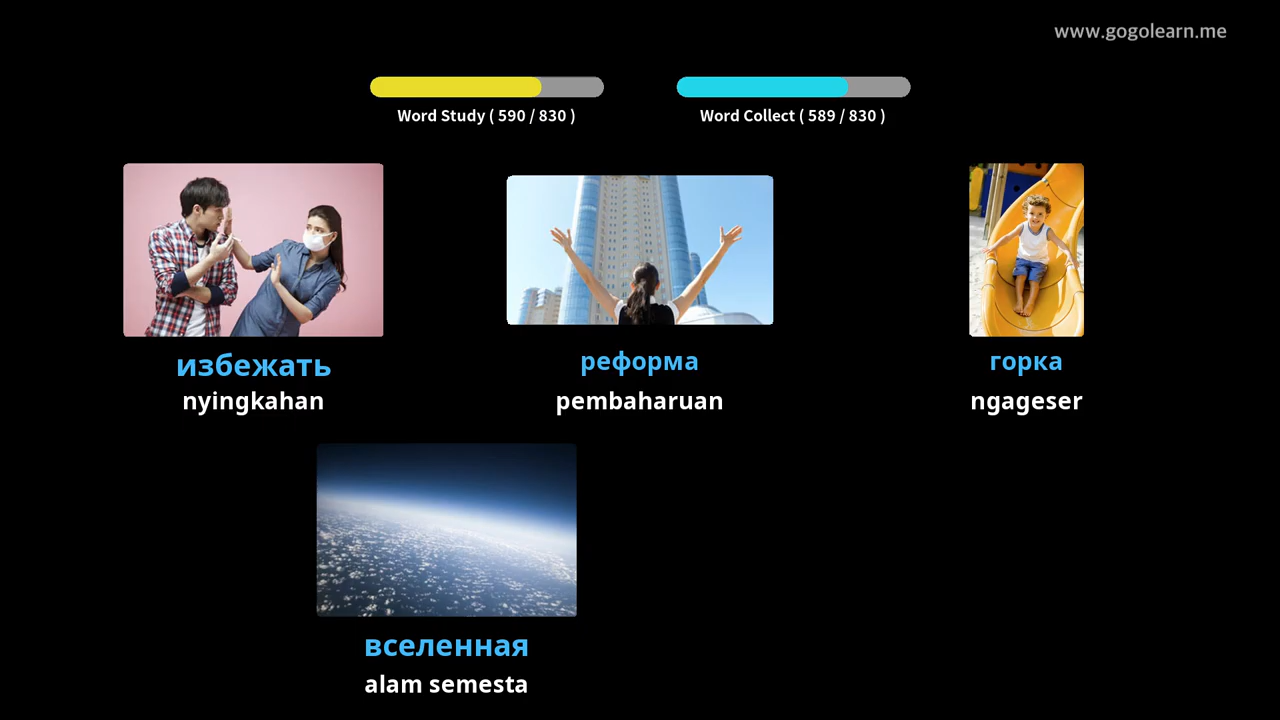 www.gogolearn.me
Word Study ( 590 / 830 )
Word Collect ( 589 / 830 )
избежать
nyingkahan
реформа
pembaharuan
горка
ngageser
вселенная
alam semesta